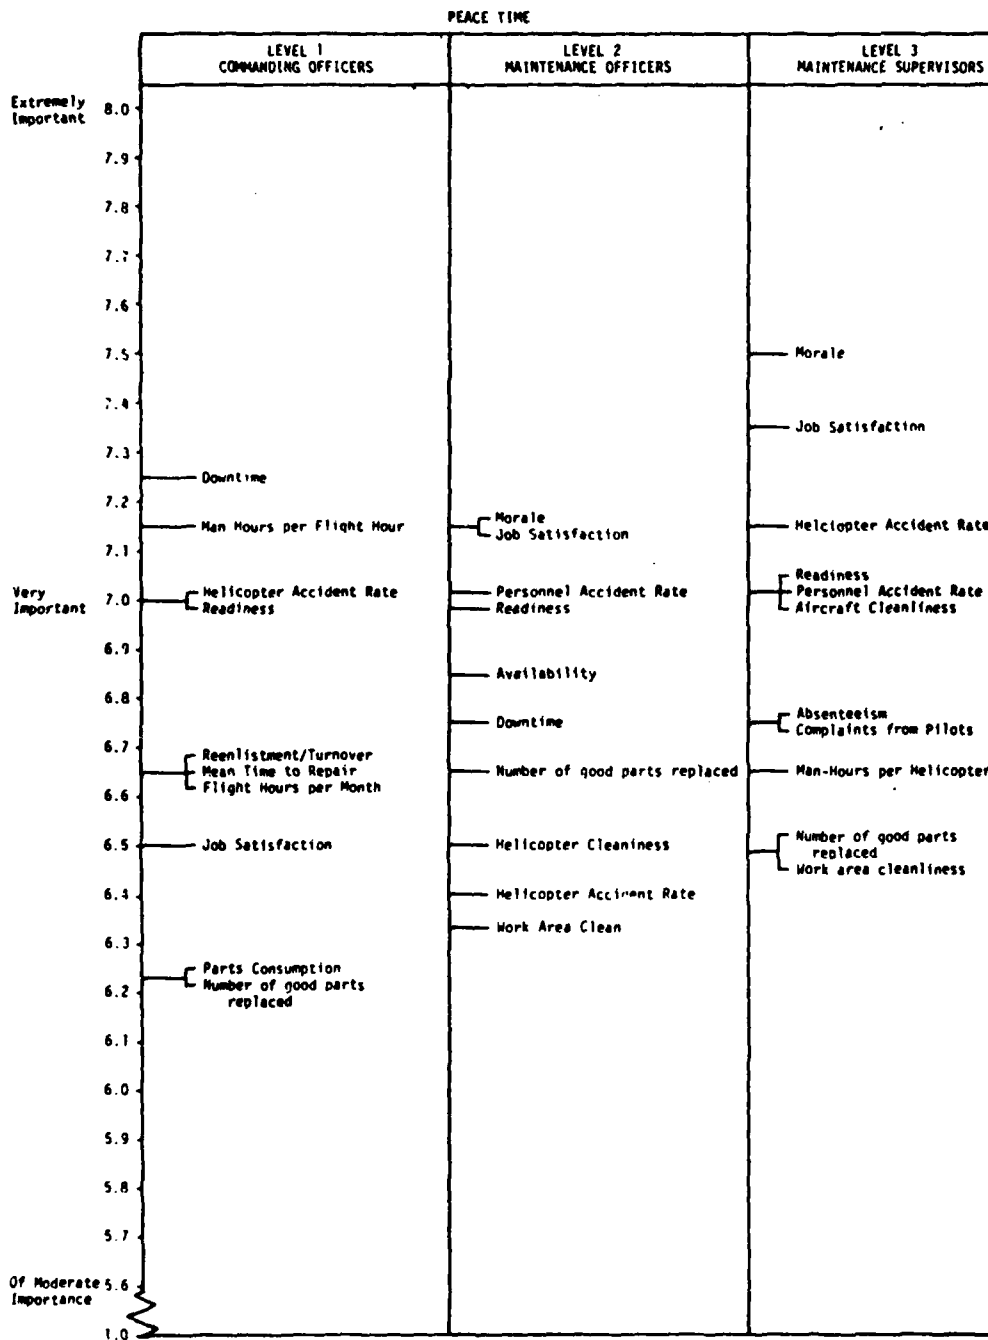 PEACE TIME
LEVEL 1
COMMANDING OFFICERS
LEVEL 2
MAINTENANCE OFFICERS
LEVEL 3
MAINTENANCE SUPERVISORS
Extremely
Important
8.0
7.9
7.8
7.7
7.6
7.5
7.4
7.3
7.2
7.1
Very
Important
7.0
6.9
6.8
6.7
6.6
6.5
6.4
6.3
6.2
6.1
6.0
5.9
5.8
5.7
Of Moderate
Importance
5.6
1.0
Downtime
Man Hours per Flight Hour
Helicopter Accident Rate
Readiness
Reenlistment/Turnover
Mean Time to Repair
Flight Hours per Month
Job Satisfaction
Parts Consumption
Number of good parts
replaced
Morale
Job Satisfaction
Personnel Accident Rate
Readiness
Availability
Downtime
Number of good parts replaced
Helicopter Cleaniness
Helicopter Accident Rate
Work Area Clean
Morale
Job Satisfaction
Helciopter Accident Rate
Readiness
Personnel Accident Rate
Aircraft Cleanliness
Absenteeism
Complaints from Pilots
Man-Hours per Helicopter
Number of good parts
replaced
Work area cleanliness